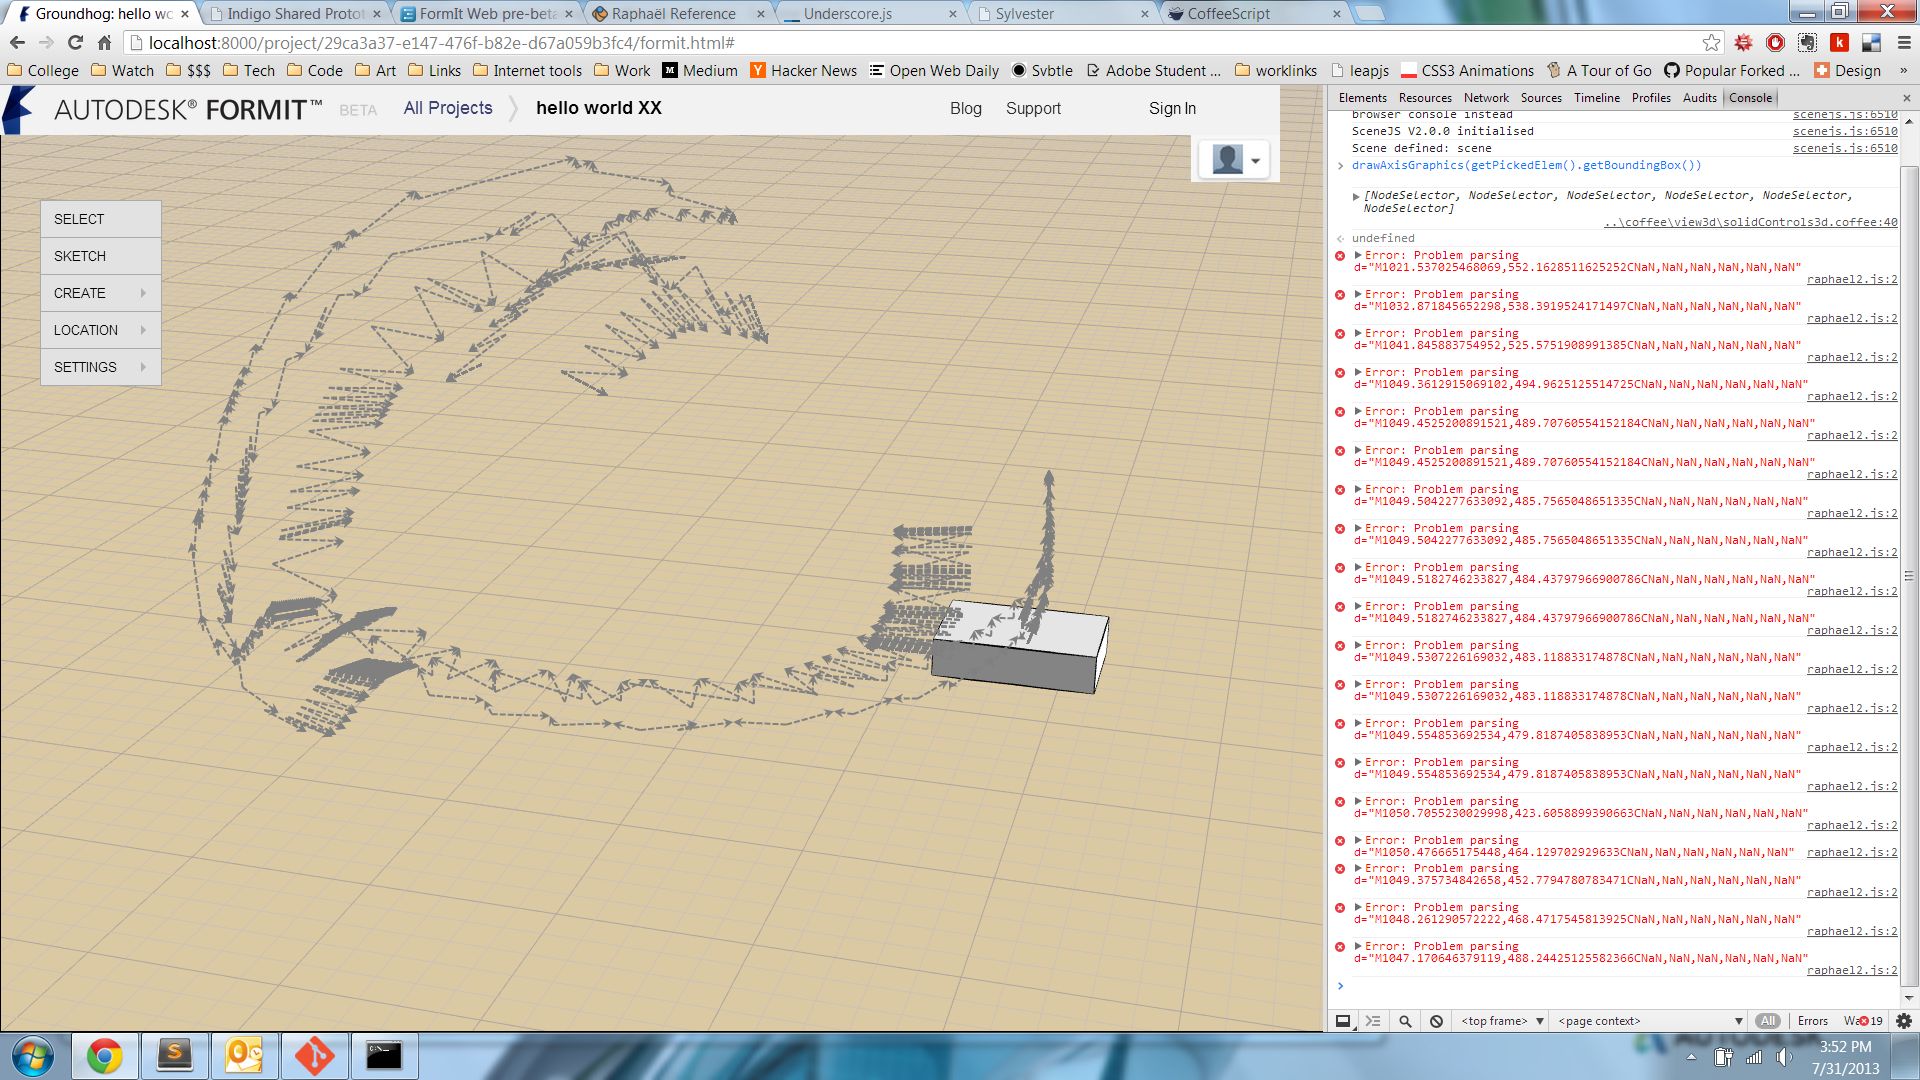 Groundhog: hello wo
Indigo Shared Protot
FormIt Web pre-beta
Raphaël Reference
Underscore.js
Sylvester
CoffeeScript
localhost:8000/project/29ca3a37-e147-476f-b82e-d67a059b3fc4/formit.html#
College Watch $$$ Tech Code Art Links Internet tools Work Medium Hacker News Open Web Daily Svbtle Adobe Student ... worklinks leapjs CSS3 Animations A Tour of Go Popular Forked ... Design »
AUTODESK® FORMIT™ BETA All Projects hello world XX Blog Support Sign In
SELECT
SKETCH
CREATE
LOCATION
SETTINGS
Elements Resources Network Sources Timeline Profiles Audits Console
browser console instead scenejs.js:6510
SceneJS V2.0.0 initialised scenejs.js:6510
Scene defined: scene scenejs.js:6510
drawAxisGraphics(getPickedElem().getBoundingBox())
[NodeSelector, NodeSelector, NodeSelector, NodeSelector, NodeSelector,
NodeSelector]
..\coffee\view3d\solidControls3d.coffee:40
undefined
Error: Problem parsing
d="M1021.537025468069,552.1628511625252CNaN,NaN,NaN,NaN,NaN,NaN"
raphael2.js:2
Error: Problem parsing
d="M1032.871845652298,538.3919524171497CNaN,NaN,NaN,NaN,NaN,NaN"
raphael2.js:2
Error: Problem parsing
d="M1041.845883754952,525.5751908991385CNaN,NaN,NaN,NaN,NaN,NaN"
raphael2.js:2
Error: Problem parsing
d="M1049.3612915069102,494.9625125514725CNaN,NaN,NaN,NaN,NaN,NaN"
raphael2.js:2
Error: Problem parsing
d="M1049.4525200891521,489.70760554152184CNaN,NaN,NaN,NaN,NaN,NaN"
raphael2.js:2
Error: Problem parsing
d="M1049.4525200891521,489.70760554152184CNaN,NaN,NaN,NaN,NaN,NaN"
raphael2.js:2
Error: Problem parsing
d="M1049.5042277633092,485.7565048651335CNaN,NaN,NaN,NaN,NaN,NaN"
raphael2.js:2
Error: Problem parsing
d="M1049.5042277633092,485.7565048651335CNaN,NaN,NaN,NaN,NaN,NaN"
raphael2.js:2
Error: Problem parsing
d="M1049.5182746233827,484.43797966900786CNaN,NaN,NaN,NaN,NaN,NaN"
raphael2.js:2
Error: Problem parsing
d="M1049.5182746233827,484.43797966900786CNaN,NaN,NaN,NaN,NaN,NaN"
raphael2.js:2
Error: Problem parsing
d="M1049.5307226169032,483.118833174878CNaN,NaN,NaN,NaN,NaN,NaN"
raphael2.js:2
Error: Problem parsing
d="M1049.5307226169032,483.118833174878CNaN,NaN,NaN,NaN,NaN,NaN"
raphael2.js:2
Error: Problem parsing
d="M1049.554853692534,479.8187405838953CNaN,NaN,NaN,NaN,NaN,NaN"
raphael2.js:2
Error: Problem parsing
d="M1049.554853692534,479.8187405838953CNaN,NaN,NaN,NaN,NaN,NaN"
raphael2.js:2
Error: Problem parsing
d="M1050.7055230029998,423.6058899390663CNaN,NaN,NaN,NaN,NaN,NaN"
raphael2.js:2
Error: Problem parsing
d="M1050.476665175448,464.129702929633CNaN,NaN,NaN,NaN,NaN,NaN" raphael2.js:2
Error: Problem parsing
d="M1049.375734842658,452.7794780783471CNaN,NaN,NaN,NaN,NaN,NaN"
raphael2.js:2
Error: Problem parsing
d="M1048.261290572222,468.4717545813925CNaN,NaN,NaN,NaN,NaN,NaN"
raphael2.js:2
Error: Problem parsing
d="M1047.170646379119,488.24425125582366CNaN,NaN,NaN,NaN,NaN,NaN"
raphael2.js:2
<top frame> <page context> All Errors Wa 19
3:52 PM
7/31/2013